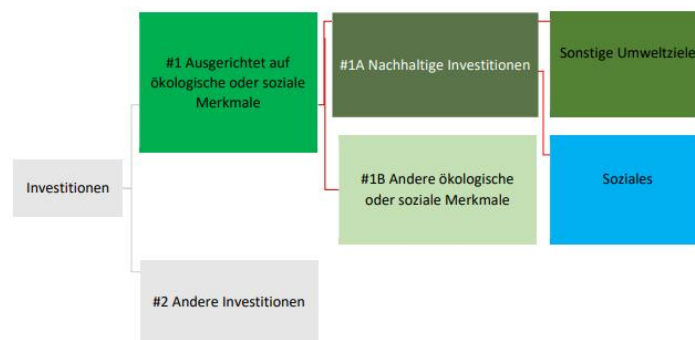 #1 Ausgerichtet auf
ökologische oder soziale
Merkmale
#1A Nachhaltige Investitionen
Sonstige Umweltziele
Investitionen
#1B Andere ökologische
oder soziale Merkmale
Soziales
#2 Andere Investitionen